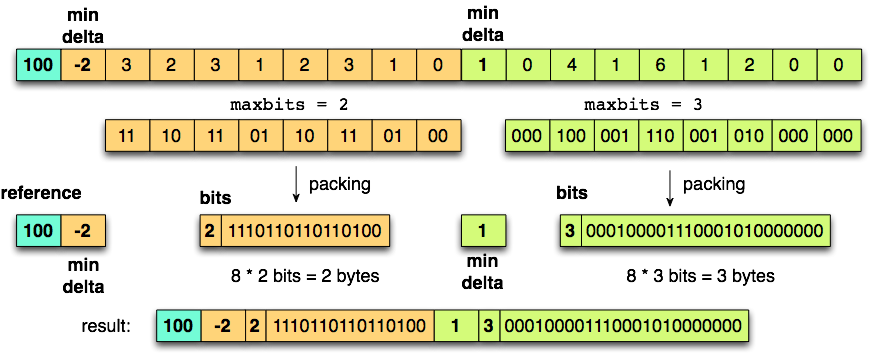 min delta
min delta
100 -2 3 2 3 1 2 3 1 0 1 0 4 1 6 1 2 0 0
maxbits = 2
maxbits = 3
11 10 11 01 10 11 01 00
000 100 001 110 001 010 000 000
packing
packing
reference
bits
bits
100 -2
2 1110110110110100
1
3 000100001110001010000000
min delta
8 * 2 bits = 2 bytes
min delta
8 * 3 bits = 3 bytes
result: 100 -2 2 1110110110110100 1 3 000100001110001010000000